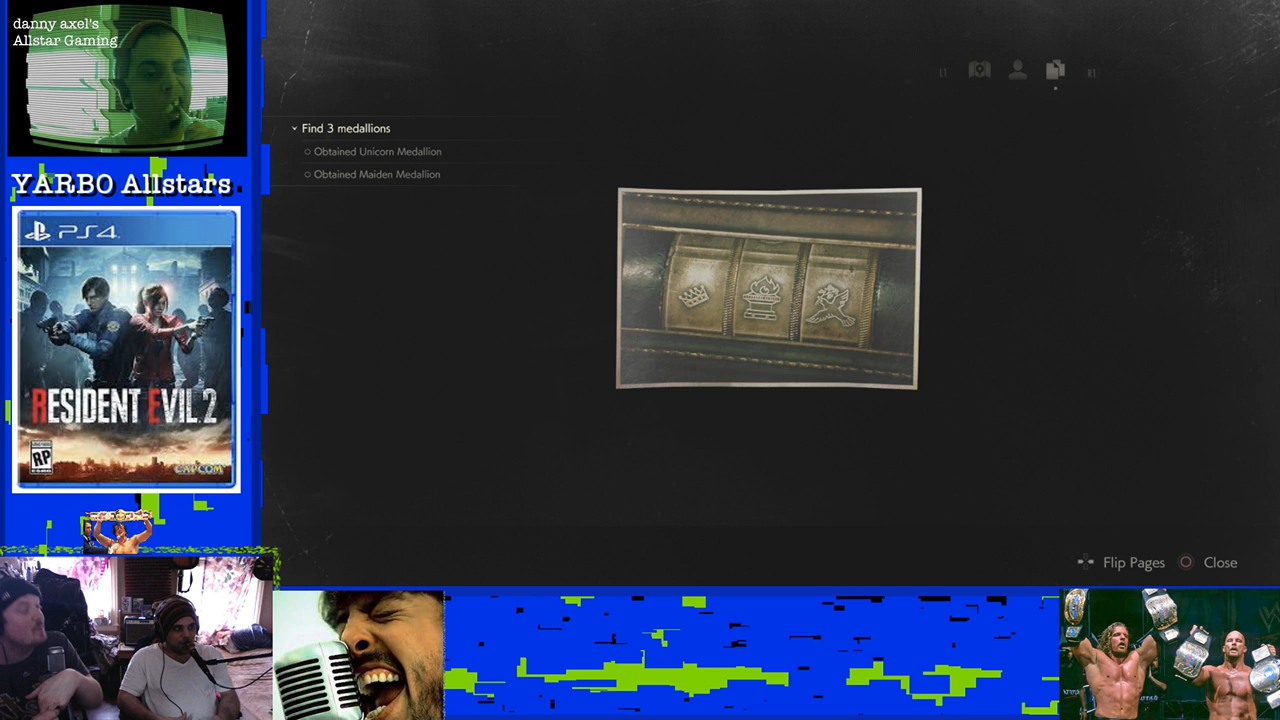 danny axel's
Allstar Gaming
YARBO Allstars
PS4
RESIDENT EVIL 2
RP
CAPCOM
Find 3 medallions
Obtained Unicorn Medallion
Obtained Maiden Medallion
Flip Pages
Close